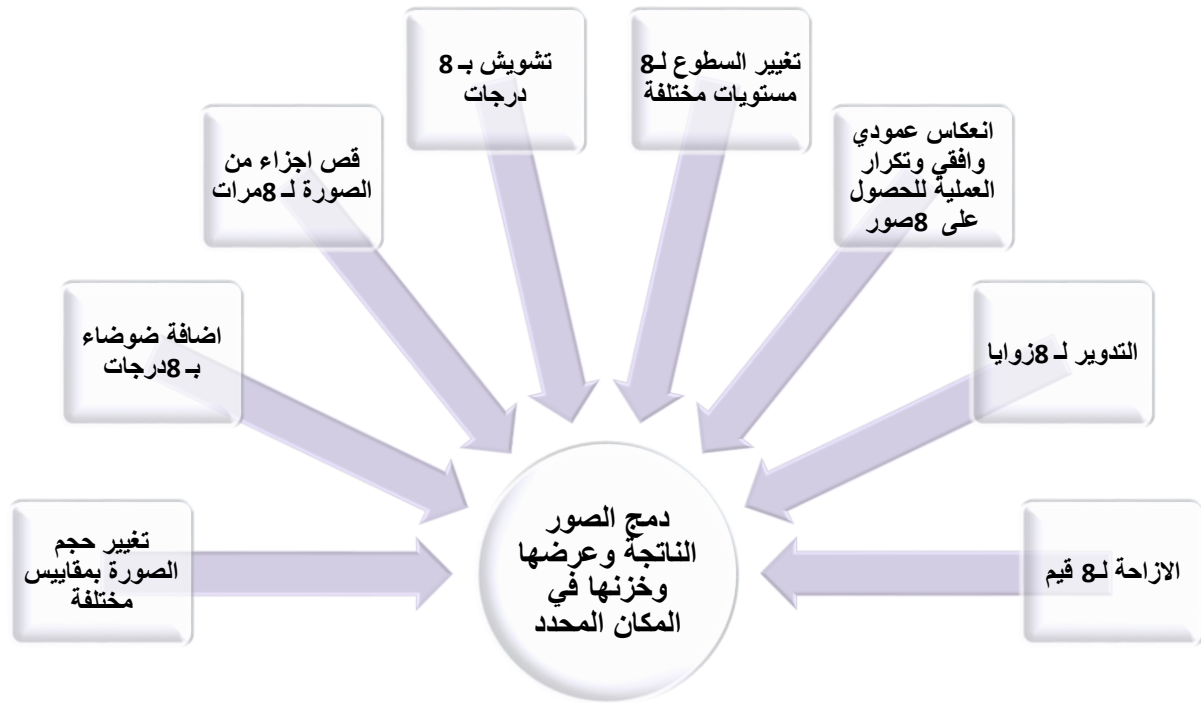 تشويش بـ 8
درجات
تغيير السطوع لـ8
مستويات مختلفة
انعكاس عمودي
وافقي وتكرار
العملية للحصول
على 8صور
قص اجزاء من
الصورة لـ 8مرات
التدوير لـ 8زوايا
اضافة ضوضاء
بـ 8درجات
الازاحة لـ8 قيم
تغيير حجم
الصورة بمقاييس
مختلفة
دمج الصور
الناتجة وعرضها
وخزنها في
المكان المحدد